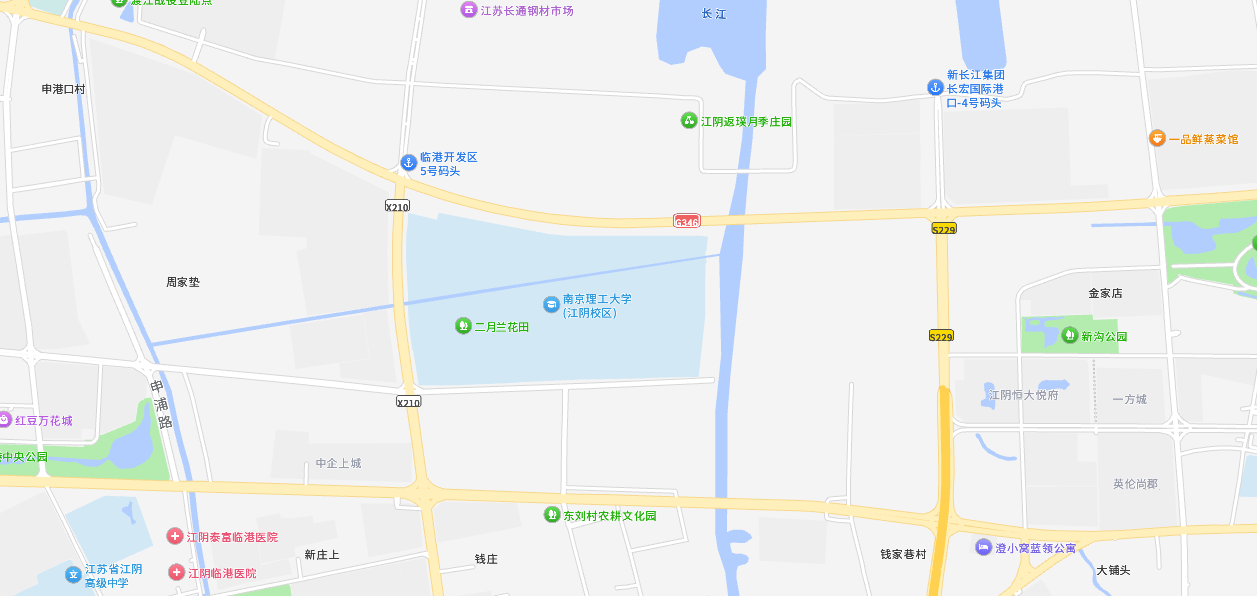 渡江战役登陆点
江苏长通钢材市场
长江
新长江集团
长宏国际港
口-4号码头
申港口村
江阴返璞月季庄园
一品鲜蒸菜馆
临港开发区
5号码头
X210
G346
S229
周家垫
金家店
南京理工大学
(江阴校区)
二月兰花田
S229
新沟公园
申浦路
X210
江阴恒大悦府
一方城
红豆万花城
中央公园
中企上城
英伦尚郡
东刘村农耕文化园
江阴泰富临港医院
新庄上
钱庄
钱家巷村
澄小窝蓝领公寓
江苏省江阴
高级中学
江阴临港医院
大铺头